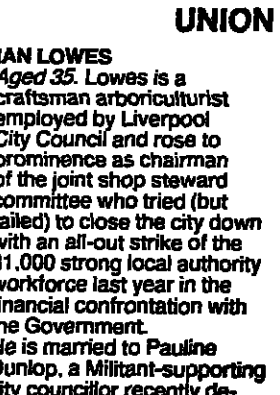 UNION
IAN LOWES
Aged 35. Lowes is a
craftsman arboriculturist
employed by Liverpool
City Council and rose to
prominence as chairman
of the joint shop steward
committee who tried (but
ailed) to close the city down
with an all-out strike of the
31,000 strong local authority
workforce last year in the
inancial confrontation with
he Government.
He is married to Pauline
Dunlop, a Militant-supporting
ity councillor recently de-